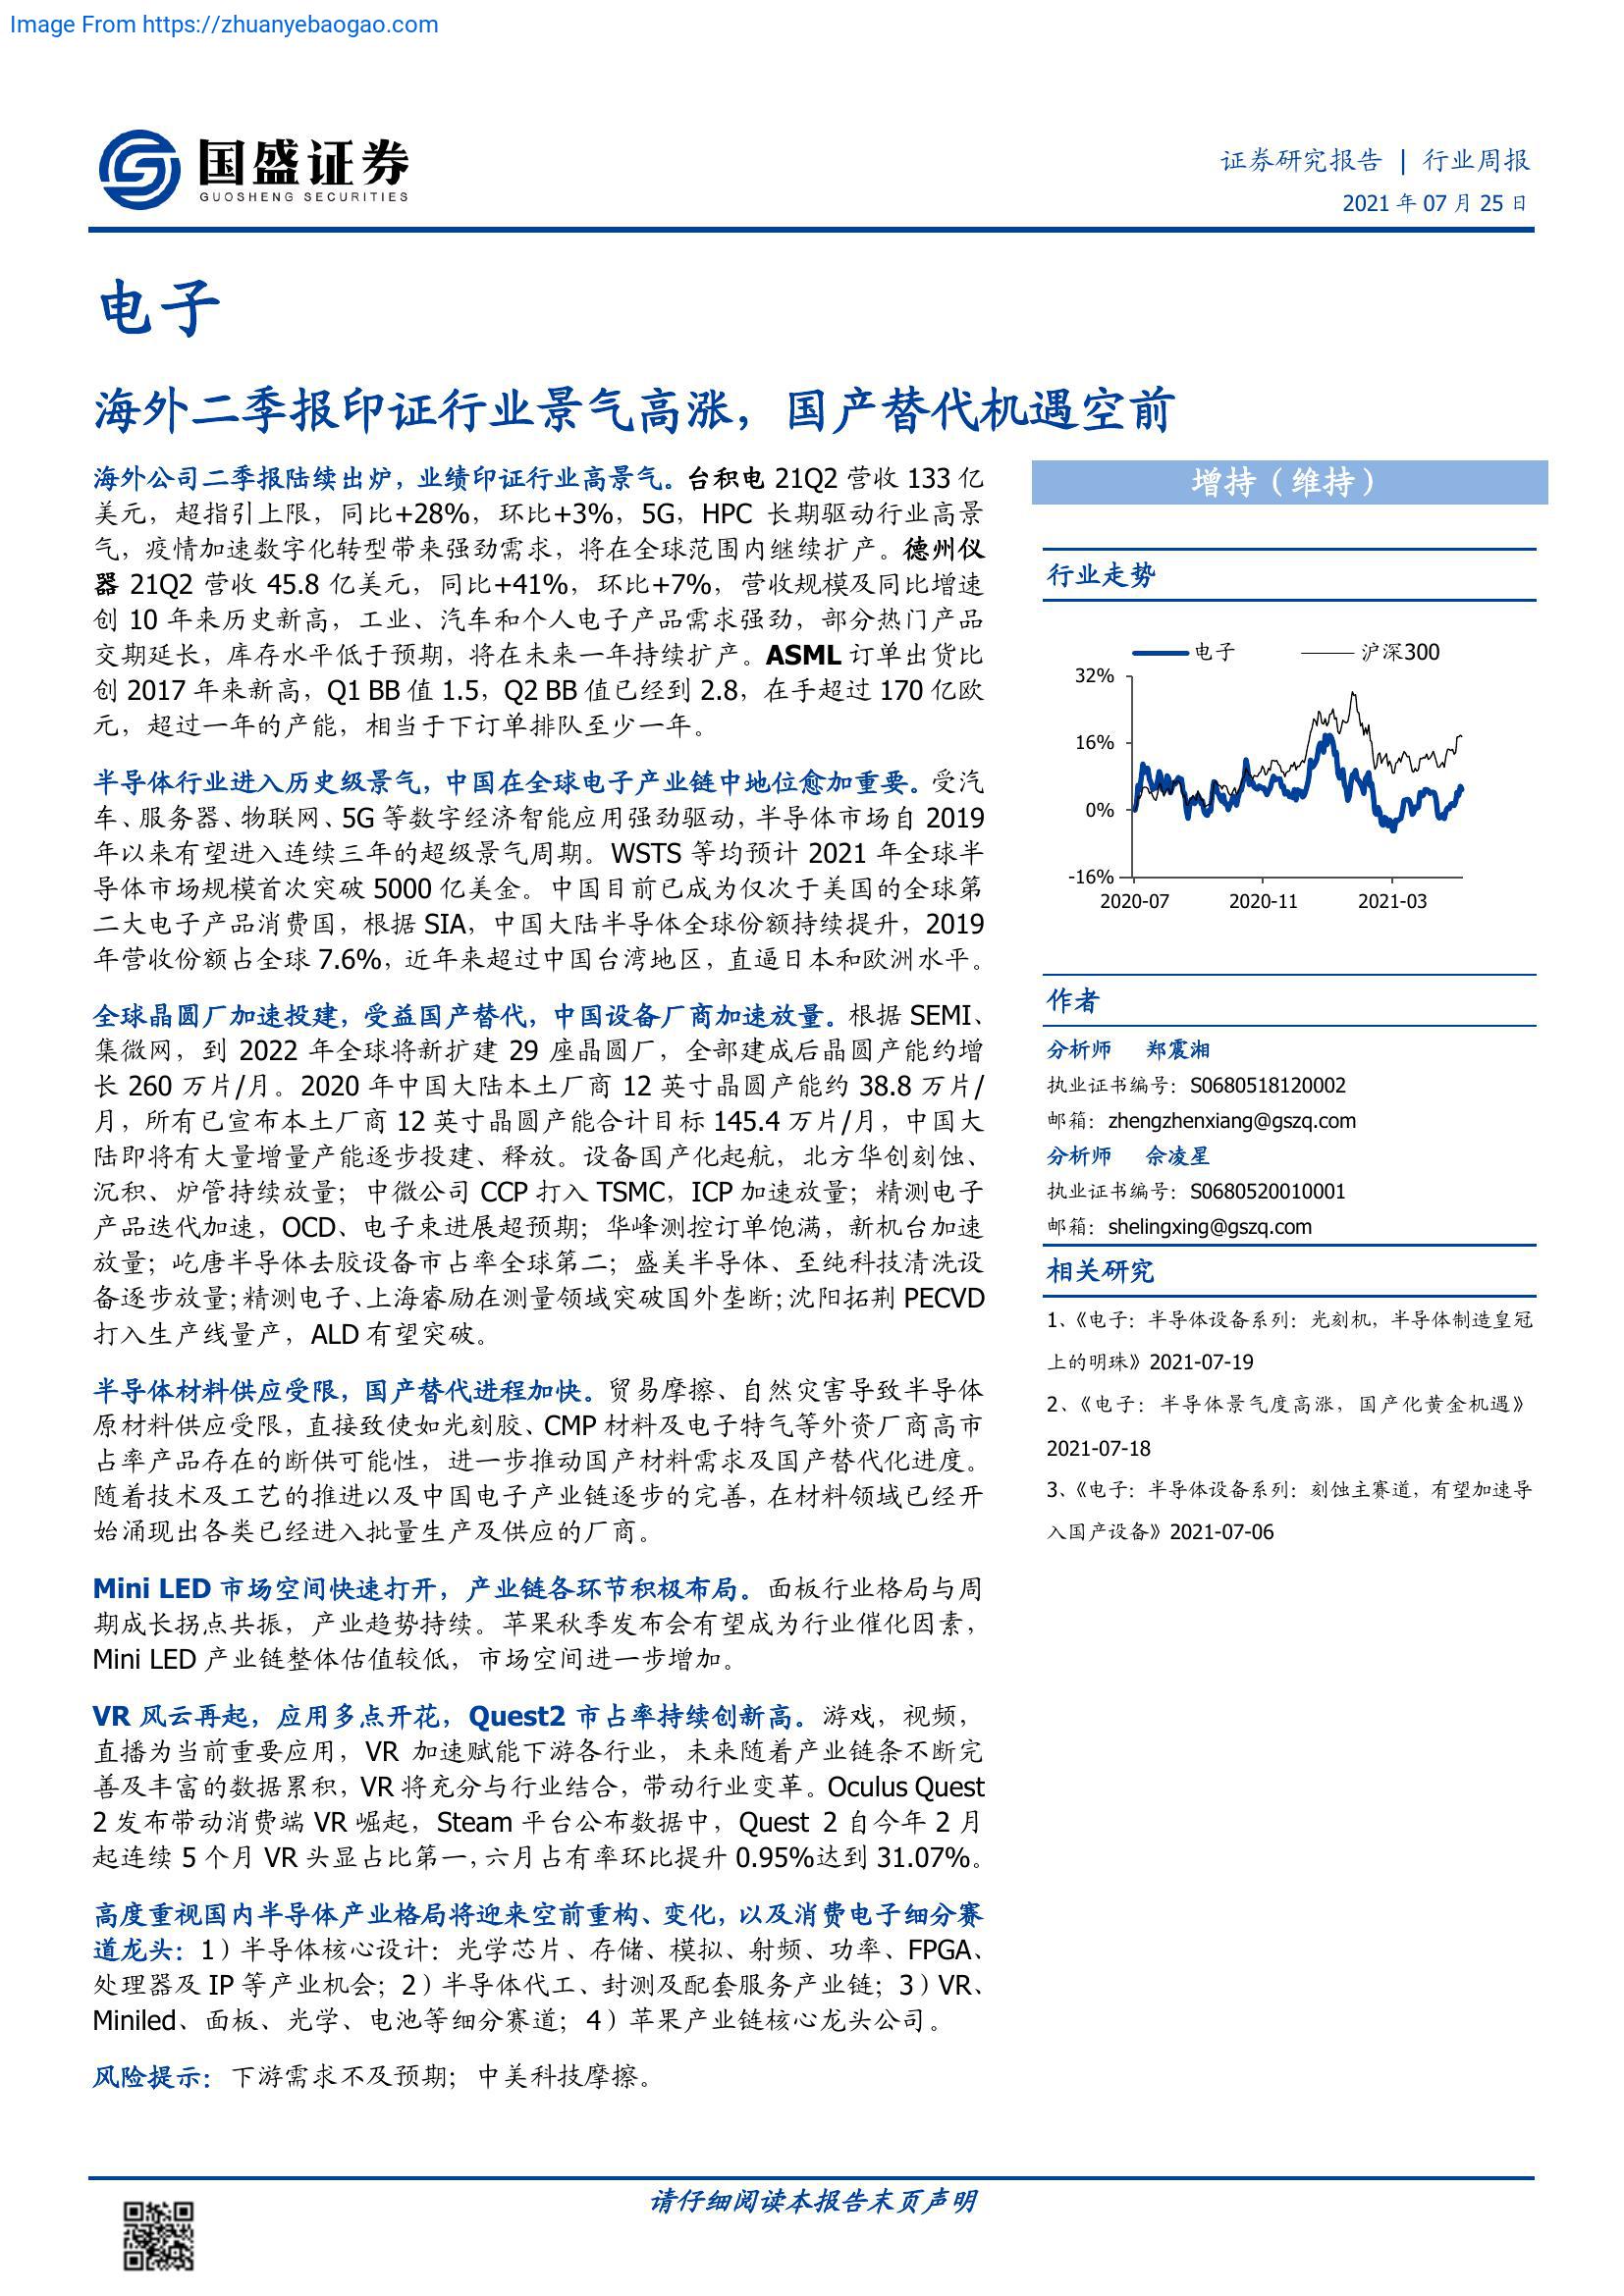 Image From https://zhuanyebaogao.com
国盛证券
GUOSHENG SECURITIES
证券研究报告 | 行业周报
2021 年 07 月 25 日
电子
海外二季报印证行业景气高涨，国产替代机遇空前
海外公司二季报陆续出炉，业绩印证行业高景气。台积电 21Q2 营收 133 亿
美元，超指引上限，同比+28%，环比+3%，5G，HPC 长期驱动行业高景
气，疫情加速数字化转型带来强劲需求，将在全球范围内继续扩产。德州仪
器 21Q2 营收 45.8 亿美元，同比+41%，环比+7%，营收规模及同比增速
创 10 年来历史新高，工业、汽车和个人电子产品需求强劲，部分热门产品
交期延长，库存水平低于预期，将在未来一年持续扩产。ASML 订单出货比
创 2017 年来新高，Q1 BB 值 1.5，Q2 BB 值已经到 2.8，在手超过 170 亿欧
元，超过一年的产能，相当于下订单排队至少一年。
半导体行业进入历史级景气，中国在全球电子产业链中地位愈加重要。受汽
车、服务器、物联网、5G 等数字经济智能应用强劲驱动，半导体市场自 2019
年以来有望进入连续三年的超级景气周期。WSTS 等均预计 2021 年全球半
导体市场规模首次突破 5000 亿美金。中国目前已成为仅次于美国的全球第
二大电子产品消费国，根据 SIA，中国大陆半导体全球份额持续提升，2019
年营收份额占全球 7.6%，近年来超过中国台湾地区，直逼日本和欧洲水平。
全球晶圆厂加速投建，受益国产替代，中国设备厂商加速放量。根据 SEMI、
集微网，到 2022 年全球将新扩建 29 座晶圆厂，全部建成后晶圆产能约增
长 260 万片/月。2020 年中国大陆本土厂商 12 英寸晶圆产能约 38.8 万片/
月，所有已宣布本土厂商 12 英寸晶圆产能合计目标 145.4 万片/月，中国大
陆即将有大量增量产能逐步投建、释放。设备国产化起航，北方华创刻蚀、
沉积、炉管持续放量；中微公司 CCP 打入 TSMC，ICP 加速放量；精测电子
产品迭代加速，OCD、电子束进展超预期；华峰测控订单饱满，新机台加速
放量；屹唐半导体去胶设备市占率全球第二；盛美半导体、至纯科技清洗设
备逐步放量；精测电子、上海睿励在测量领域突破国外垄断；沈阳拓荆 PECVD
打入生产线量产，ALD 有望突破。
半导体材料供应受限，国产替代进程加快。贸易摩擦、自然灾害导致半导体
原材料供应受限，直接致使如光刻胶、CMP 材料及电子特气等外资厂商高市
占率产品存在的断供可能性，进一步推动国产材料需求及国产替代化进度。
随着技术及工艺的推进以及中国电子产业链逐步的完善，在材料领域已经开
始涌现出各类已经进入批量生产及供应的厂商。
Mini LED 市场空间快速打开，产业链各环节积极布局。面板行业格局与周
期成长拐点共振，产业趋势持续。苹果秋季发布会有望成为行业催化因素，
Mini LED 产业链整体估值较低，市场空间进一步增加。
VR 风云再起，应用多点开花，Quest2 市占率持续创新高。游戏，视频，
直播为当前重要应用，VR 加速赋能下游各行业，未来随着产业链条不断完
善及丰富的数据累积，VR 将充分与行业结合，带动行业变革。Oculus Quest
2 发布带动消费端 VR 崛起，Steam 平台公布数据中，Quest 2 自今年 2 月
起连续 5 个月 VR 头显占比第一，六月占有率环比提升 0.95%达到 31.07%。
高度重视国内半导体产业格局将迎来空前重构、变化，以及消费电子细分赛
道龙头：1）半导体核心设计：光学芯片、存储、模拟、射频、功率、FPGA、
处理器及 IP 等产业机会；2）半导体代工、封测及配套服务产业链；3）VR、
Miniled、面板、光学、电池等细分赛道；4）苹果产业链核心龙头公司。
风险提示：下游需求不及预期；中美科技摩擦。
增持（维持）
行业走势
电子 沪深300
32%
16%
0%
-16%
2020-07 2020-11 2021-03
作者
分析师 郑震湘
执业证书编号：S0680518120002
邮箱：zhengzhenxiang@gszq.com
分析师 佘凌星
执业证书编号：S0680520010001
邮箱：shelingxing@gszq.com
相关研究
1、《电子：半导体设备系列：光刻机，半导体制造皇冠
上的明珠》2021-07-19
2、《电子：半导体景气度高涨，国产化黄金机遇》
2021-07-18
3、《电子：半导体设备系列：刻蚀主赛道，有望加速导
入国产设备》2021-07-06
请仔细阅读本报告末页声明